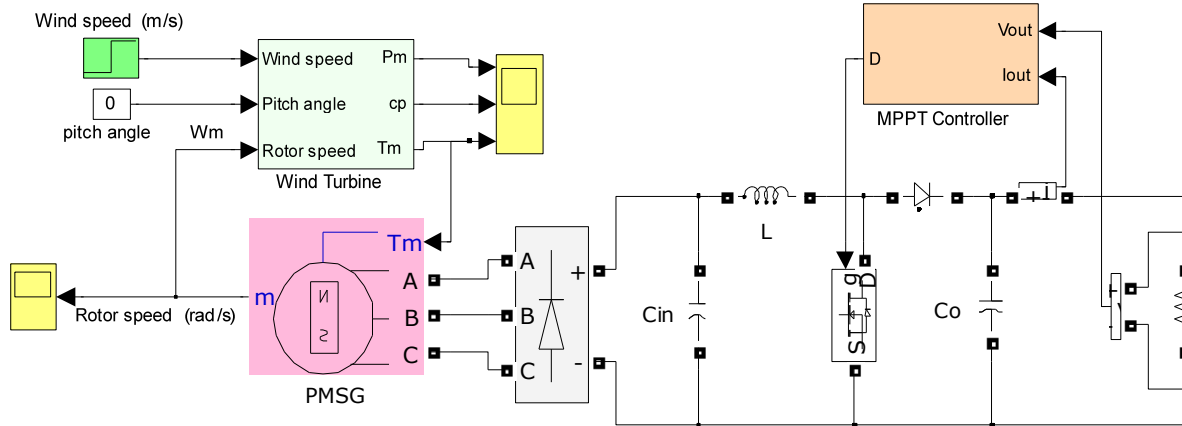 Wind speed (m/s)
Wind speed
Pm
0
Pitch angle
cp
pitch angle
Wm
Rotor speed
Tm
Wind Turbine
Vout
D
Iout
MPPT Controller
Tm
m
N
S
A
B
C
Rotor speed (rad/s)
PMSG
A
B
C
+
-
L
Cin
g
D
S
Co
+
i
+